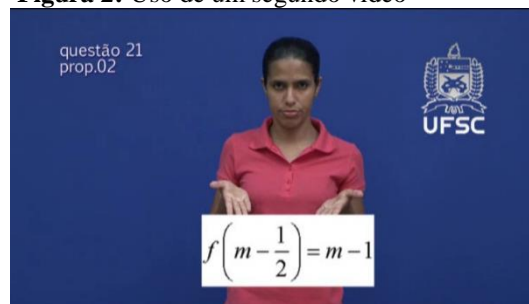 Figura 2: Uso de um segundo vídeo
questão 21
prop.02
UFSC
f(m - 1/2) = m - 1